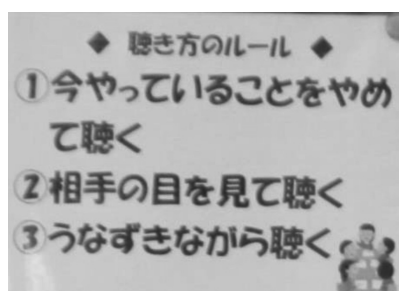 ◆ 聴き方のルール ◆
①今やっていることをやめ
て聴く
②相手の目を見て聴く
③うなずきながら聴く